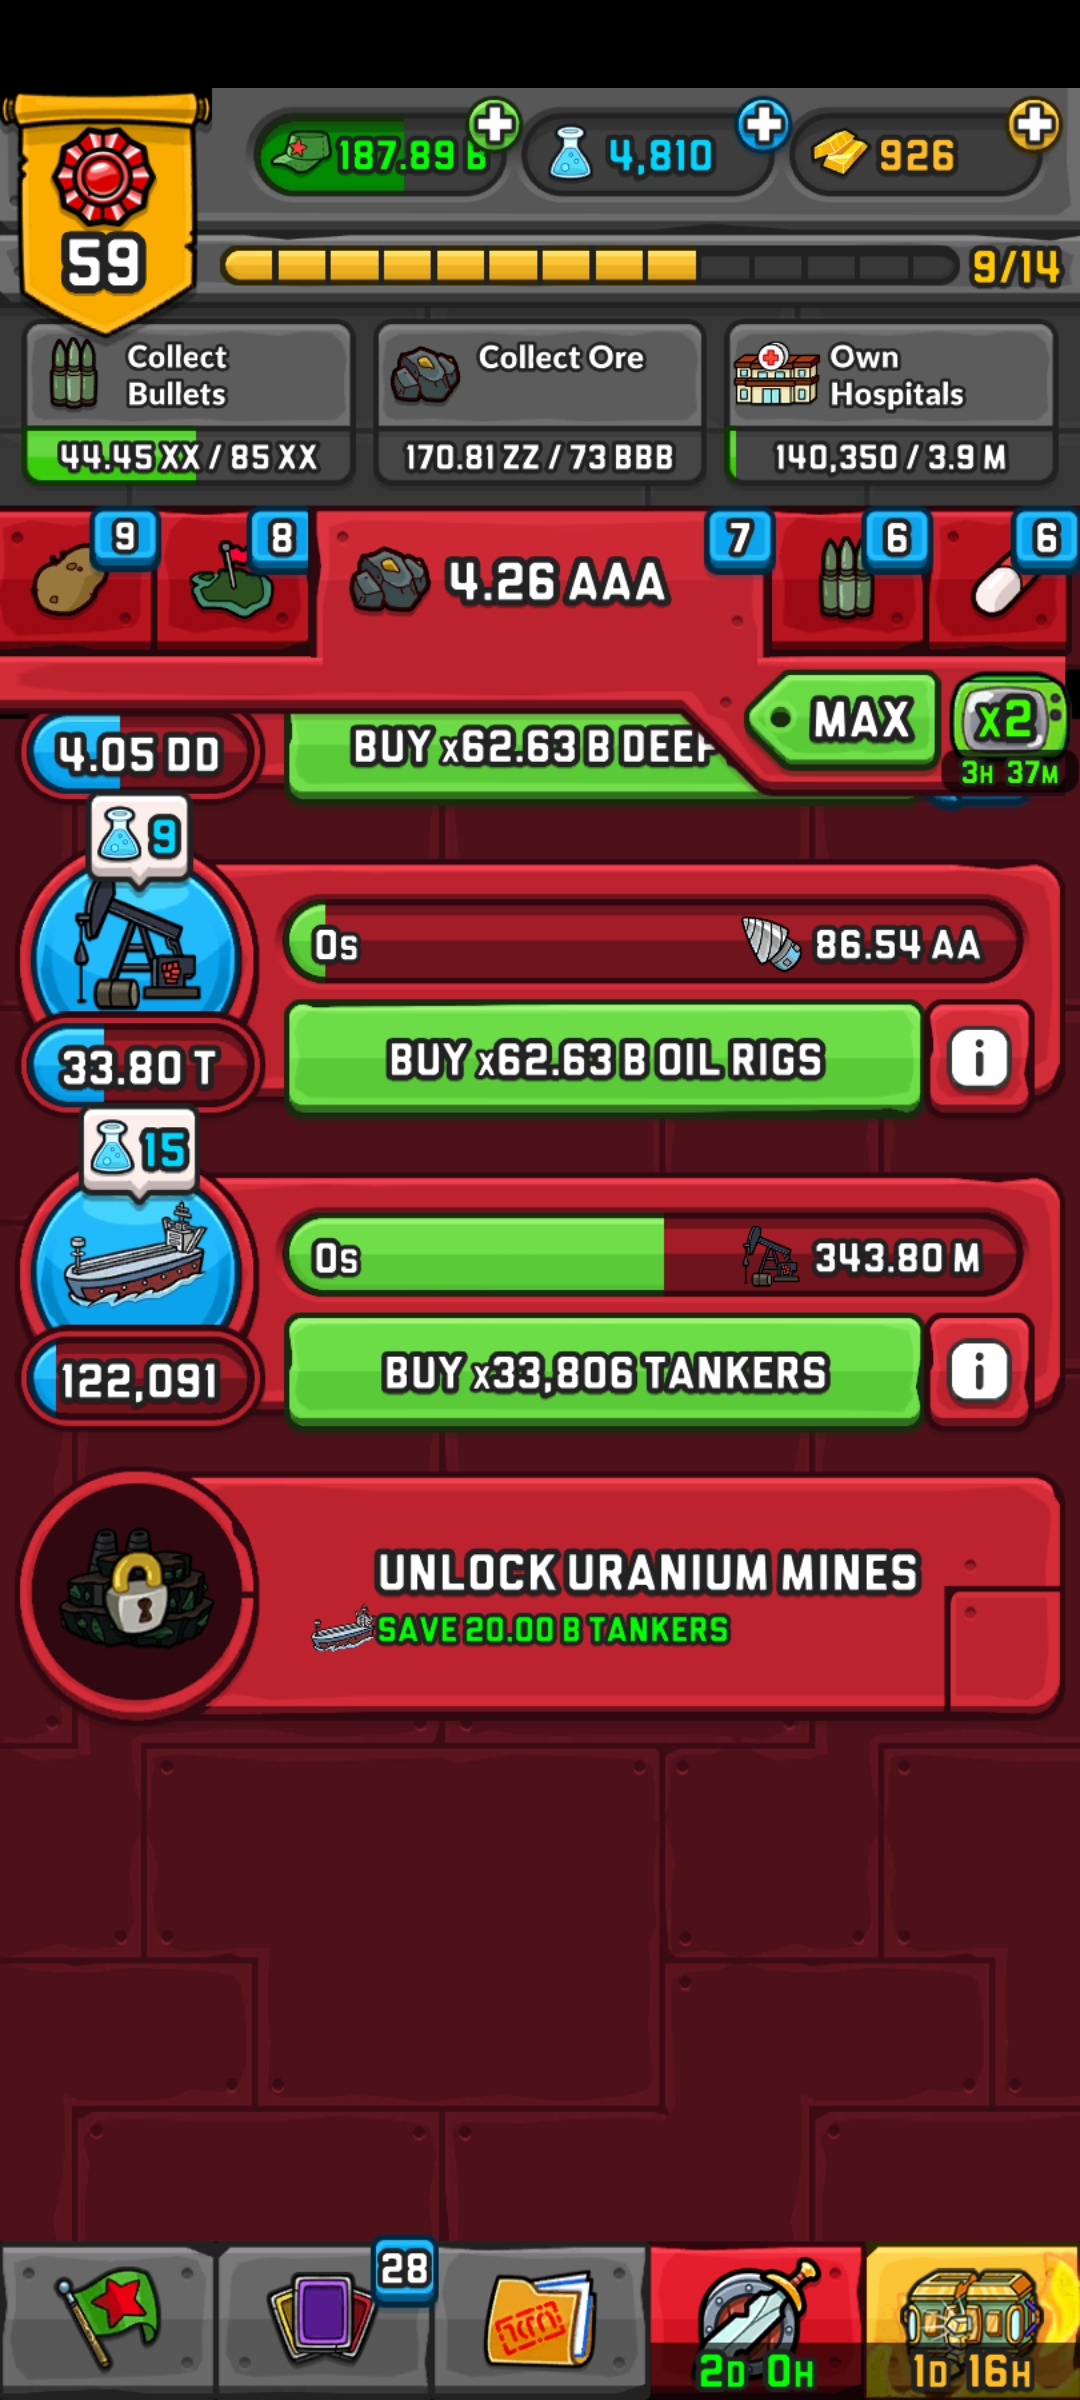 187.89 B
4,810
926
59
9/14
Collect Bullets
44.45 XX / 85 XX
Collect Ore
170.81 ZZ / 73 BBB
Own Hospitals
140,350 / 3.9 M
9
8
4.26 AAA
7
6
6
MAX
x2
3H 37M
4.05 DD
BUY x62.63 B DEEP
9
0s
86.54 AA
33.80 T
BUY x62.63 B OIL RIGS
i
15
0s
343.80 M
122,091
BUY x33,806 TANKERS
i
UNLOCK URANIUM MINES
SAVE 20.00 B TANKERS
28
2D 0H
1D 16H